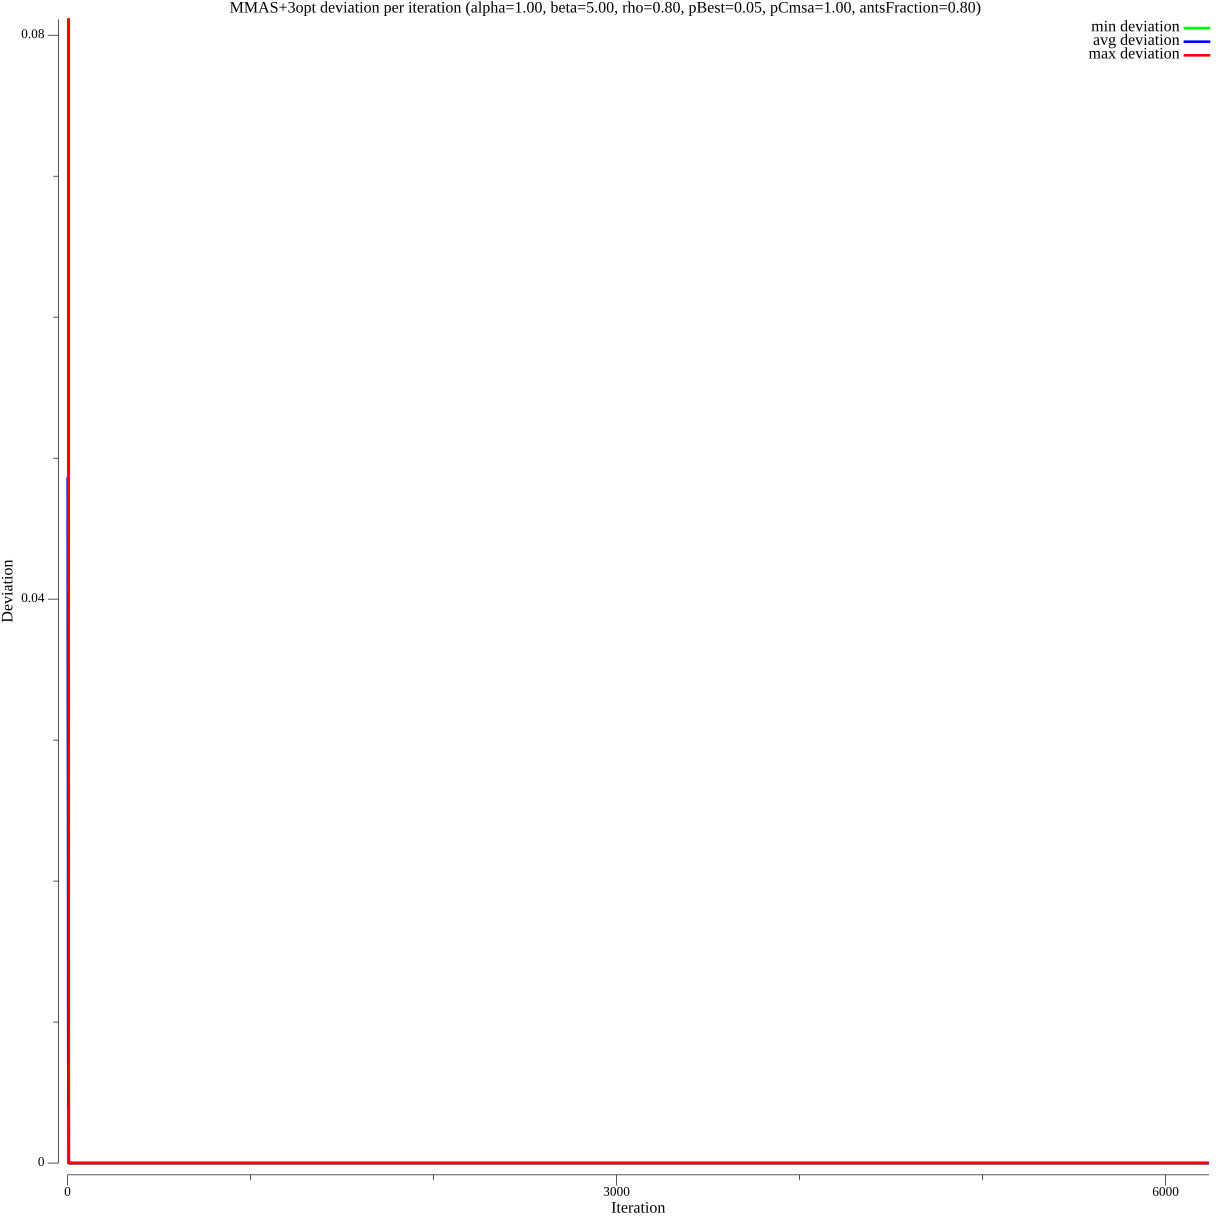 MMAS+3opt deviation per iteration (alpha=1.00, beta=5.00, rho=0.80, pBest=0.05, pCmsa=1.00, antsFraction=0.80)
min deviation
avg deviation
max deviation
0.08
0.04
0
Deviation
0
3000
6000
Iteration